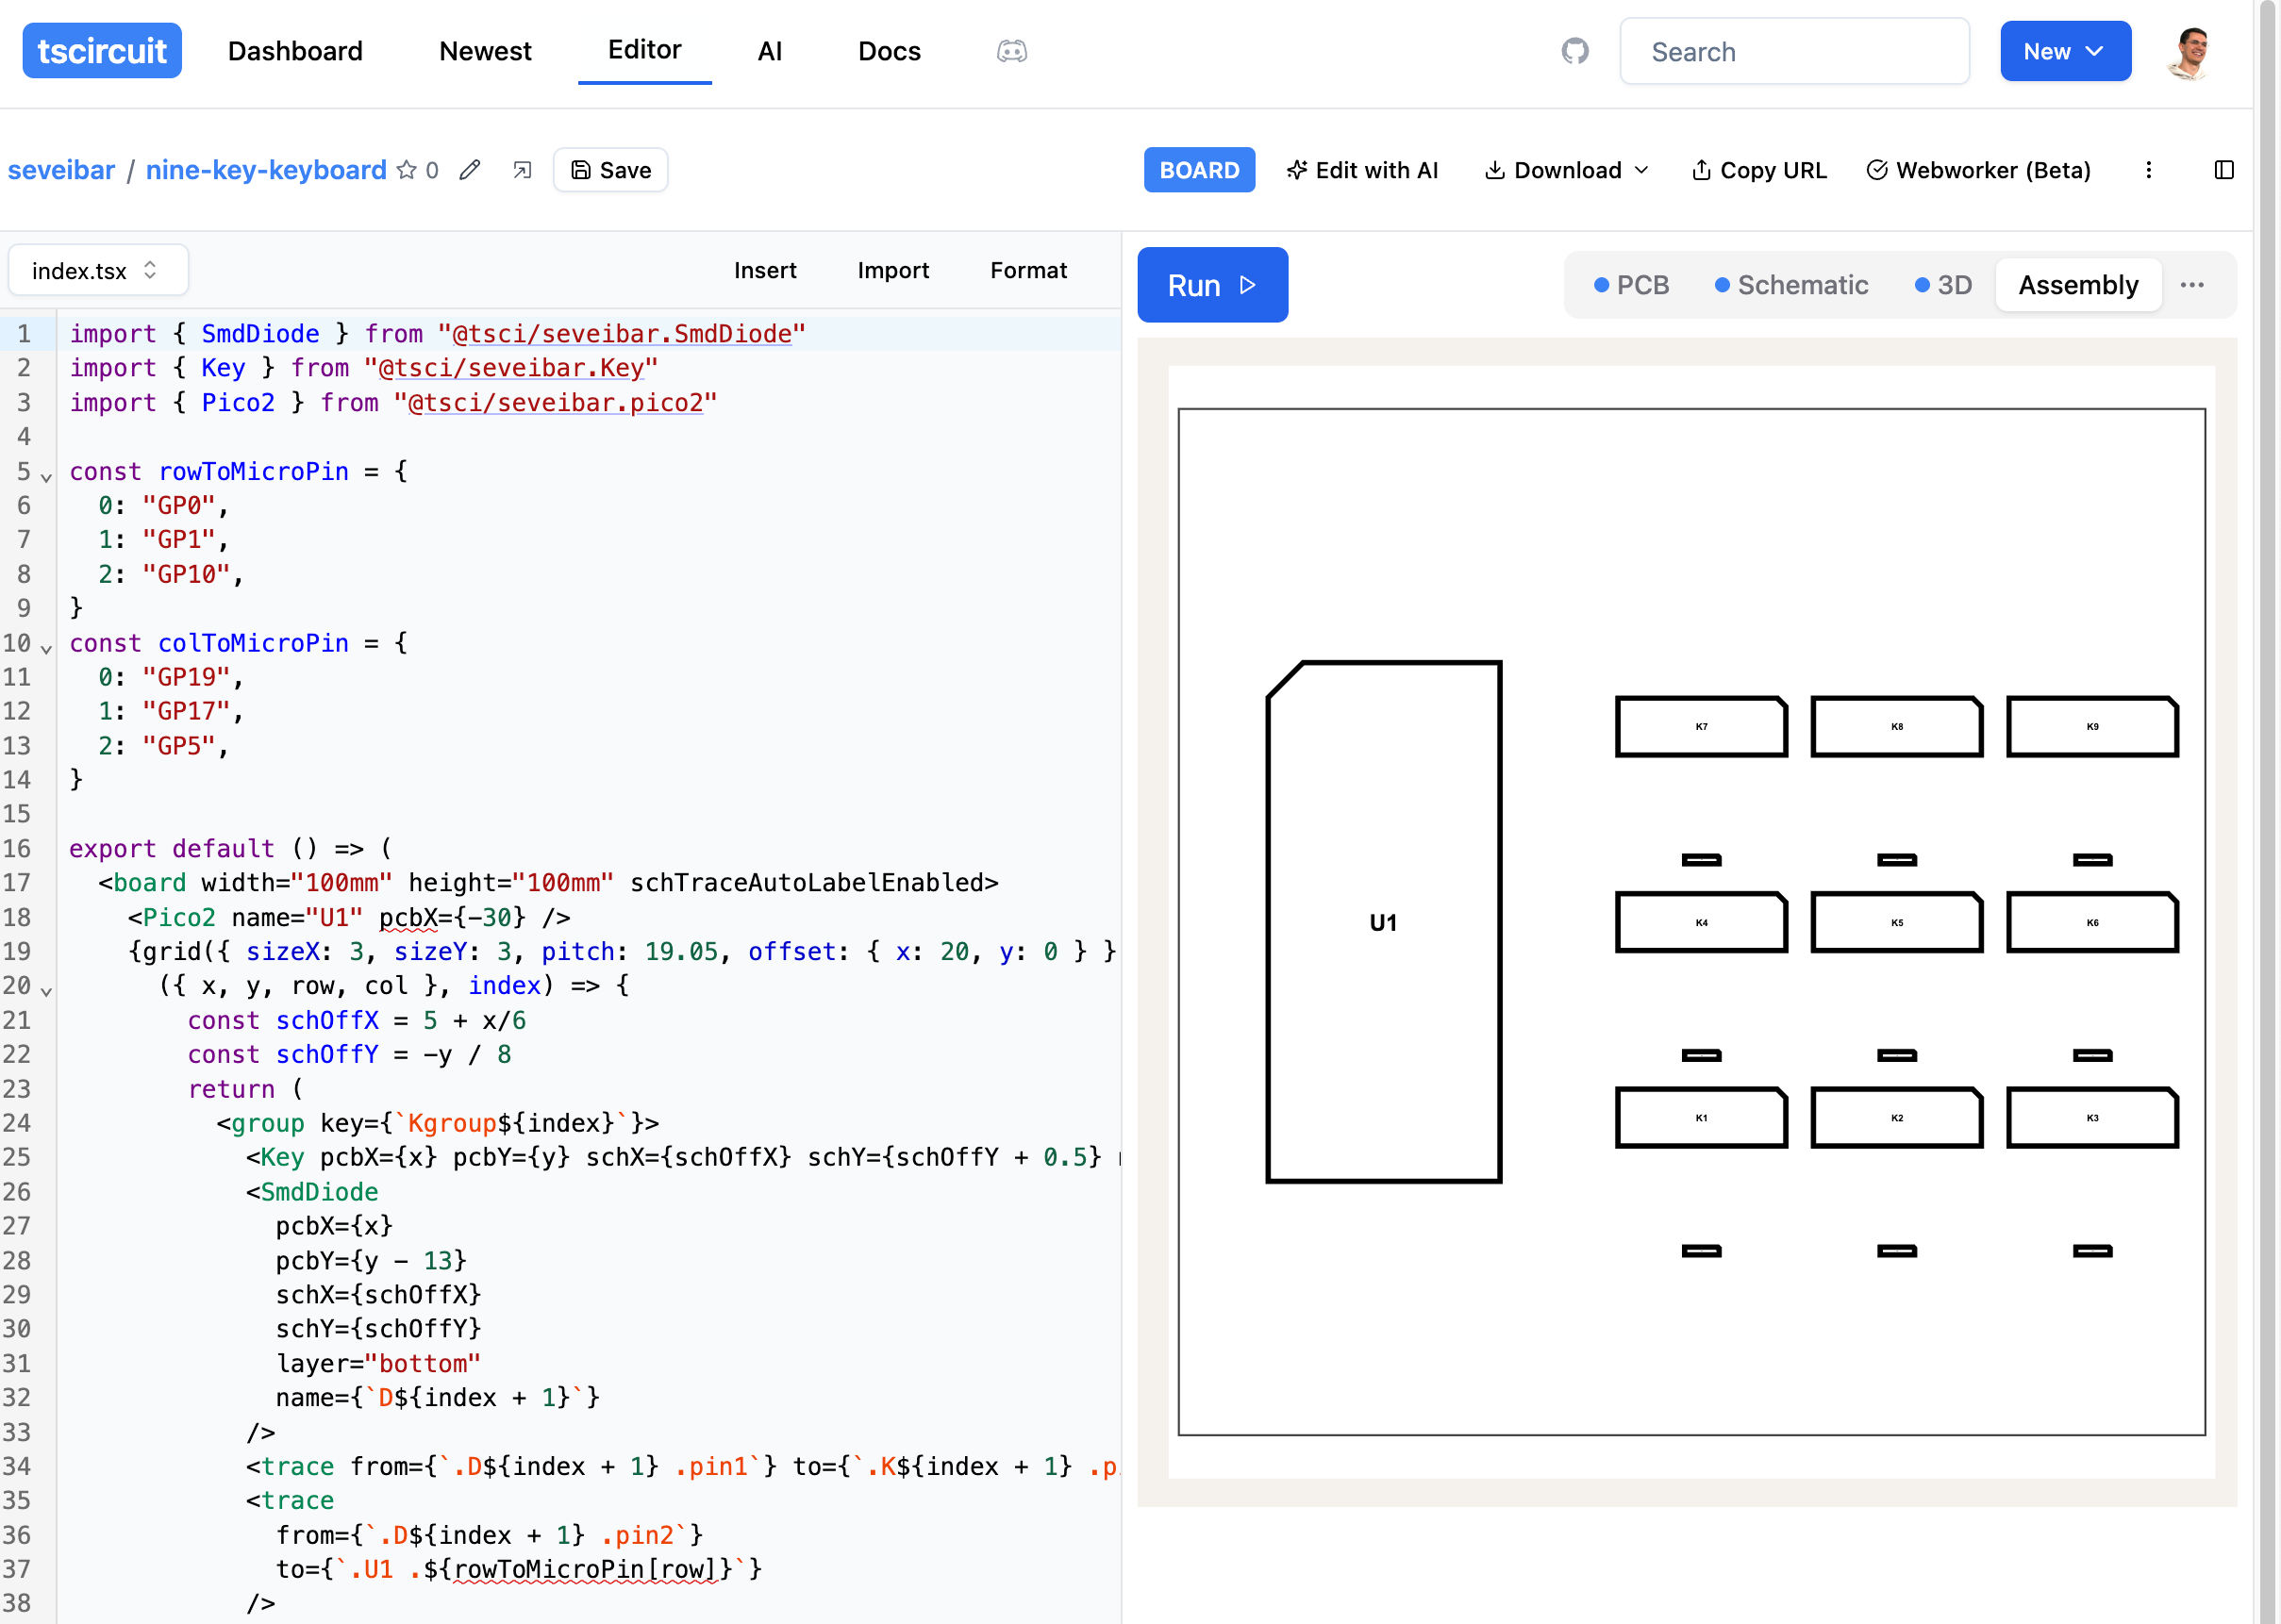 tscircuit Dashboard Newest Editor AI Docs Search New
seveibar / nine-key-keyboard 0 Save BOARD Edit with AI Download Copy URL Webworker (Beta)
index.tsx Insert Import Format Run PCB Schematic 3D Assembly
1 import { SmdDiode } from "@tsci/seveibar.SmdDiode"
2 import { Key } from "@tsci/seveibar.Key"
3 import { Pico2 } from "@tsci/seveibar.pico2"
4
5 const rowToMicroPin = {
6 0: "GP0",
7 1: "GP1",
8 2: "GP10",
9 }
10 const colToMicroPin = {
11 0: "GP19",
12 1: "GP17",
13 2: "GP5",
14 }
15
16 export default () => (
17 <board width="100mm" height="100mm" schTraceAutoLabelEnabled>
18 <Pico2 name="U1" pcbX={-30} />
19 {grid({ sizeX: 3, sizeY: 3, pitch: 19.05, offset: { x: 20, y: 0 } }
20 ({ x, y, row, col }, index) => {
21 const schOffX = 5 + x/6
22 const schOffY = -y / 8
23 return (
24 <group key={`Kgroup${index}`}>
25 <Key pcbX={x} pcbY={y} schX={schOffX} schY={schOffY + 0.5}
26 <SmdDiode
27 pcbX={x}
28 pcbY={y - 13}
29 schX={schOffX}
30 schY={schOffY}
31 layer="bottom"
32 name={`D${index + 1}`}
33 />
34 <trace from={`.D${index + 1} .pin1`} to={`.K${index + 1} .p
35 <trace
36 from={`.D${index + 1} .pin2`}
37 to={`.U1 .${rowToMicroPin[row]}`}
38 />
K7 K8 K9
U1
K4 K5 K6
K1 K2 K3